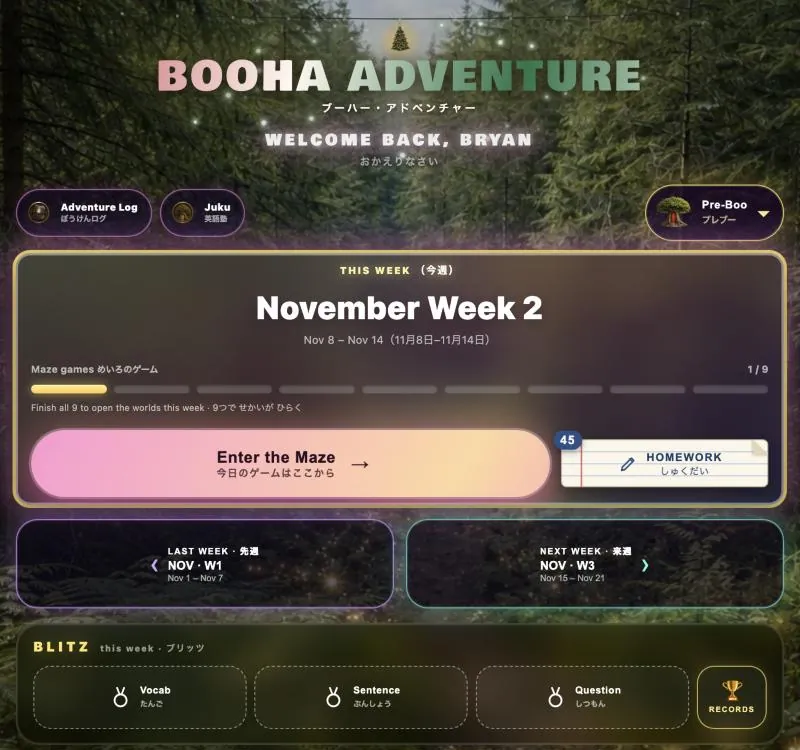 BOOHA ADVENTURE
ブーハー・アドベンチャー
WELCOME BACK, BRYAN
おかえりなさい
Adventure Log
ぼうけんログ
Juku
英語塾
Pre-Boo
プレブー
THIS WEEK（今週）
November Week 2
Nov 8 – Nov 14（11月8日–11月14日）
Maze games めいろのゲーム
1 / 9
Finish all 9 to open the worlds this week · 9つで せかいが ひらく
Enter the Maze →
今日のゲームはここから
45
HOMEWORK
しゅくだい
LAST WEEK · 先週
NOV · W1
Nov 1 – Nov 7
NEXT WEEK · 来週
NOV · W3
Nov 15 – Nov 21
BLITZ this week · ブリッツ
Vocab
たんご
Sentence
ぶんしょう
Question
しつもん
RECORDS